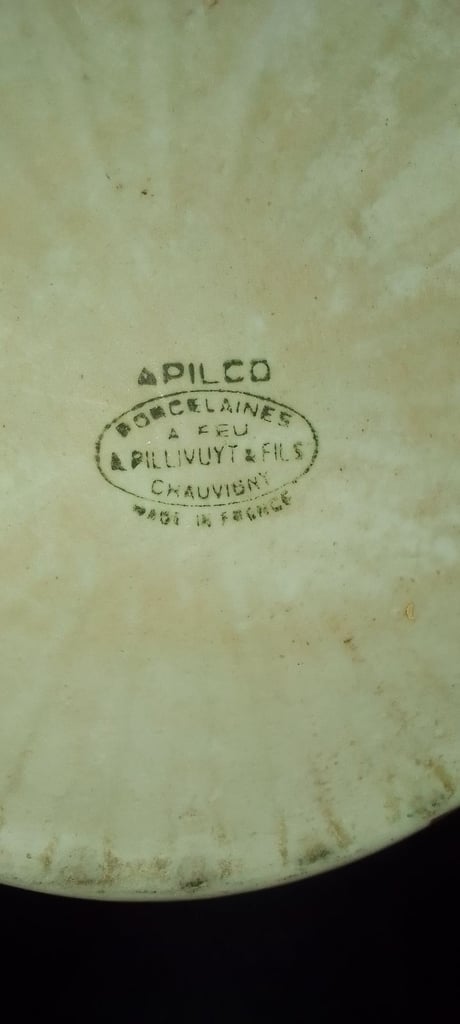 APILCO
PORCELAINES
A FEU
A.PILLIVUYT & FILS
CHAUVIGNY
MADE IN FRANCE